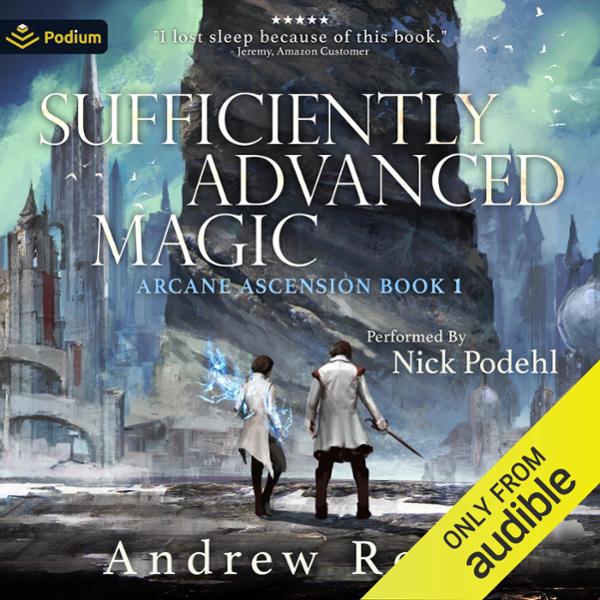 Podium
★★★★★
"I lost sleep because of this book."
- Jeremy, Amazon Customer
SUFFICIENTLY
ADVANCED
MAGIC
ARCANE ASCENSION BOOK 1
Performed By
Nick Podehl
ONLY FROM
audible
Andrew